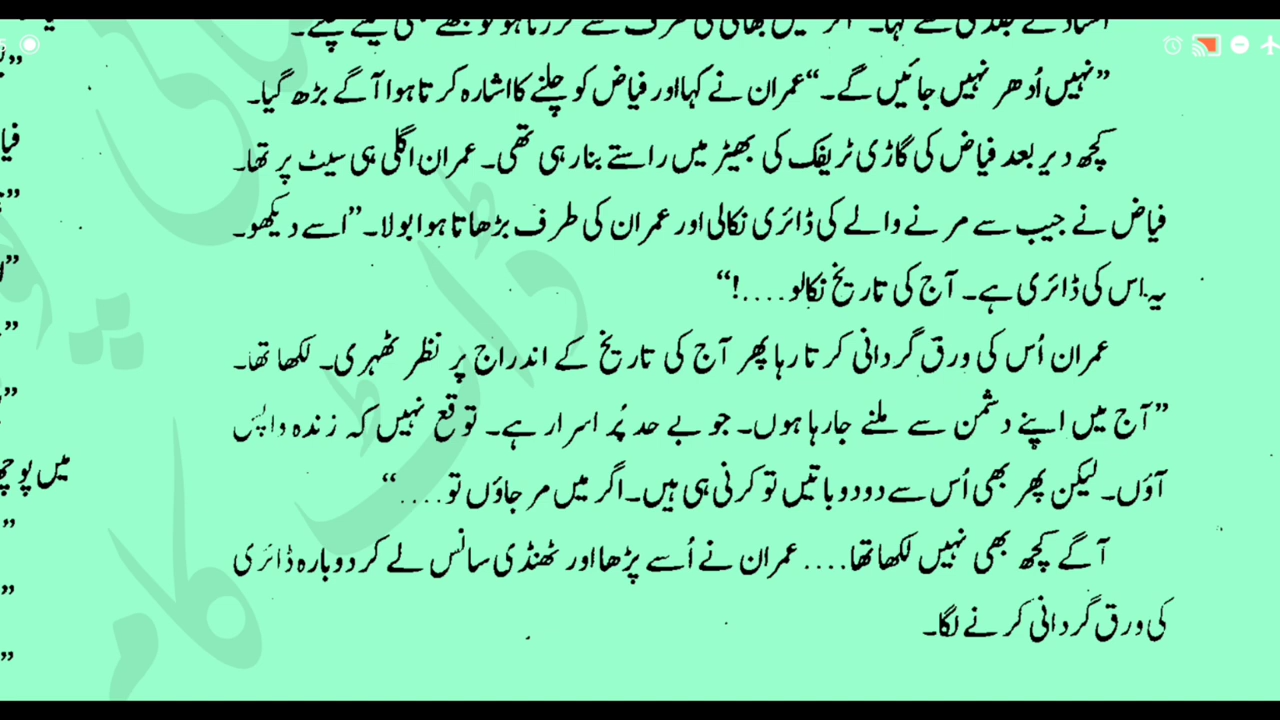 ”نہیں اُدھر نہیں جائیں گے۔“ عمران نے کہا اور فیاض کو چلنے کا اشارہ کرتا ہوا آگے بڑھ گیا۔
کچھ دیر بعد فیاض کی گاڑی ٹریفک کی بھیڑ میں راستے بنا رہی تھی۔ عمران اگلی ہی سیٹ پر تھا۔
فیاض نے جیب سے مرنے والے کی ڈائری نکالی اور عمران کی طرف بڑھاتا ہوا بولا۔ ”اسے دیکھو۔
یہ اس کی ڈائری ہے۔ آج کی تاریخ نکالو....!“
عمران اُس کی ورق گردانی کرتا رہا پھر آج کی تاریخ کے اندراج پر نظر ٹھہری۔ لکھا تھا۔
”آج میں اپنے دشمن سے ملنے جا رہا ہوں۔ جو بے حد پُر اسرار ہے۔ توقع نہیں کہ زندہ واپس
آؤں۔ لیکن پھر بھی اُس سے دو دو باتیں تو کرنی ہی ہیں۔ اگر میں مر جاؤں تو....“
آگے کچھ بھی نہیں لکھا تھا.... عمران نے اُسے پڑھا اور ٹھنڈی سانس لے کر دوبارہ ڈائری
کی ورق گردانی کرنے لگا۔